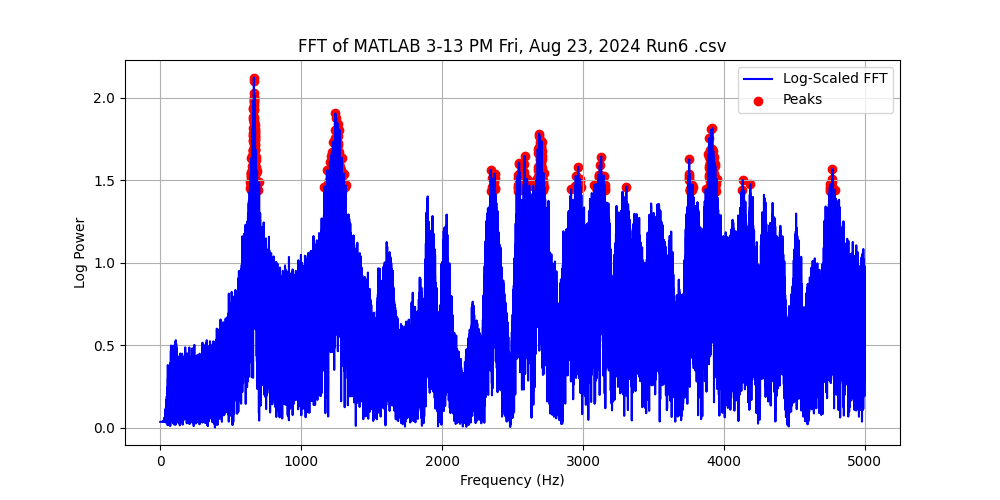 FFT of MATLAB 3-13 PM Fri, Aug 23, 2024 Run6 .csv
Log-Scaled FFT
Peaks
2.0
1.5
1.0
0.5
0.0
Log Power
0 1000 2000 3000 4000 5000
Frequency (Hz)